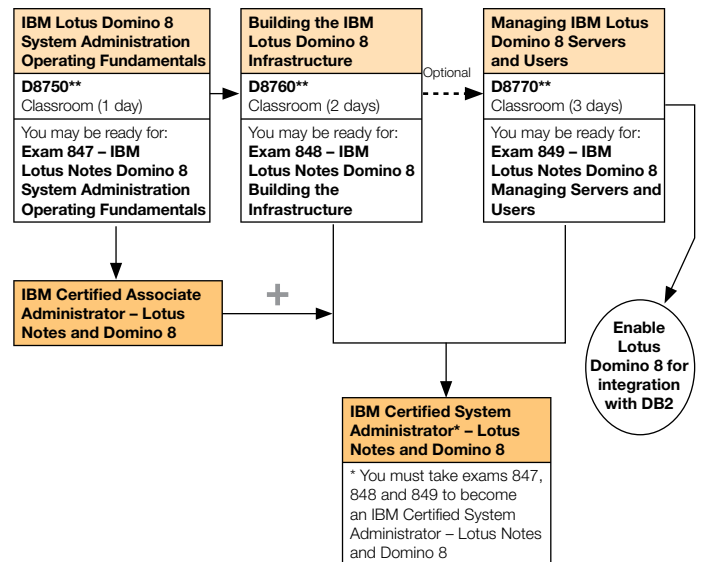 IBM Lotus Domino 8
System Administration
Operating Fundamentals
D8750**
Classroom (1 day)
You may be ready for:
Exam 847 – IBM
Lotus Notes Domino 8
System Administration
Operating Fundamentals
Building the IBM
Lotus Domino 8
Infrastructure
D8760**
Classroom (2 days)
You may be ready for:
Exam 848 – IBM
Lotus Notes Domino 8
Building the
Infrastructure
Optional
Managing IBM Lotus
Domino 8 Servers
and Users
D8770**
Classroom (3 days)
You may be ready for:
Exam 849 – IBM
Lotus Notes Domino 8
Managing Servers and
Users
IBM Certified Associate
Administrator – Lotus
Notes and Domino 8
+
Enable
Lotus
Domino 8 for
integration
with DB2
IBM Certified System
Administrator* – Lotus
Notes and Domino 8
* You must take exams 847,
848 and 849 to become
an IBM Certified System
Administrator – Lotus Notes
and Domino 8